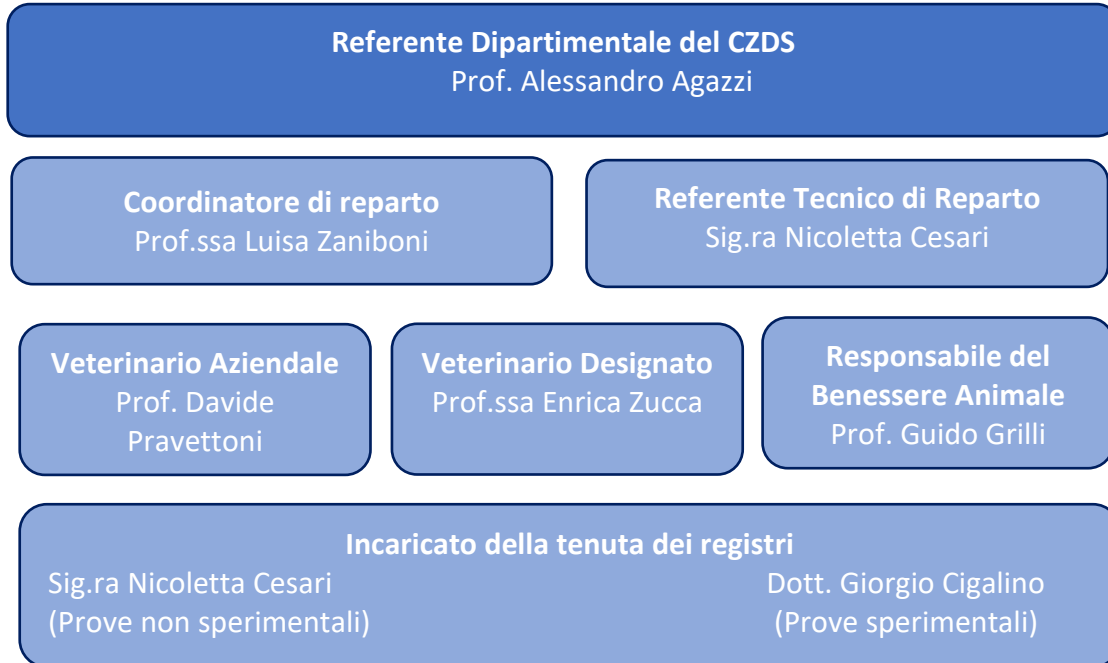 Referente Dipartimentale del CZDS
Prof. Alessandro Agazzi
Coordinatore di reparto
Prof.ssa Luisa Zaniboni
Referente Tecnico di Reparto
Sig.ra Nicoletta Cesari
Veterinario Aziendale
Prof. Davide
Pravettoni
Veterinario Designato
Prof.ssa Enrica Zucca
Responsabile del
Benessere Animale
Prof. Guido Grilli
Incaricato della tenuta dei registri
Sig.ra Nicoletta Cesari
(Prove non sperimentali)
Dott. Giorgio Cigalino
(Prove sperimentali)